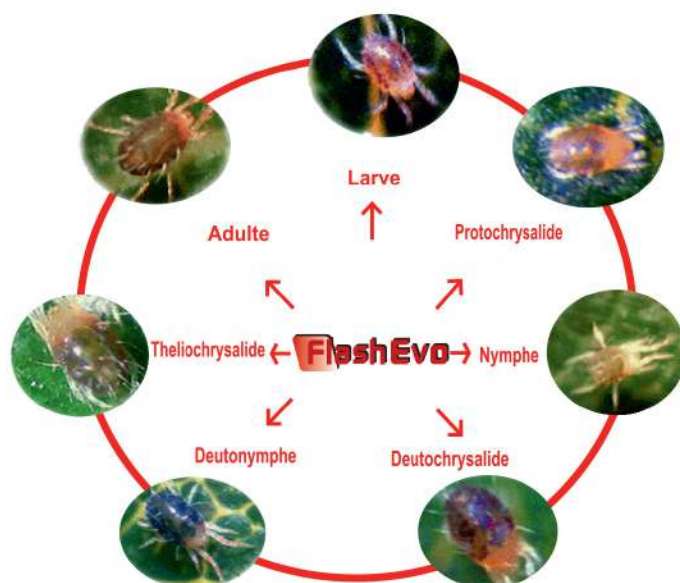 Larve
Adulte
Protochrysalide
Theliochrysalide
FlashEvo
Nymphe
Deutonymphe
Deutochrysalide